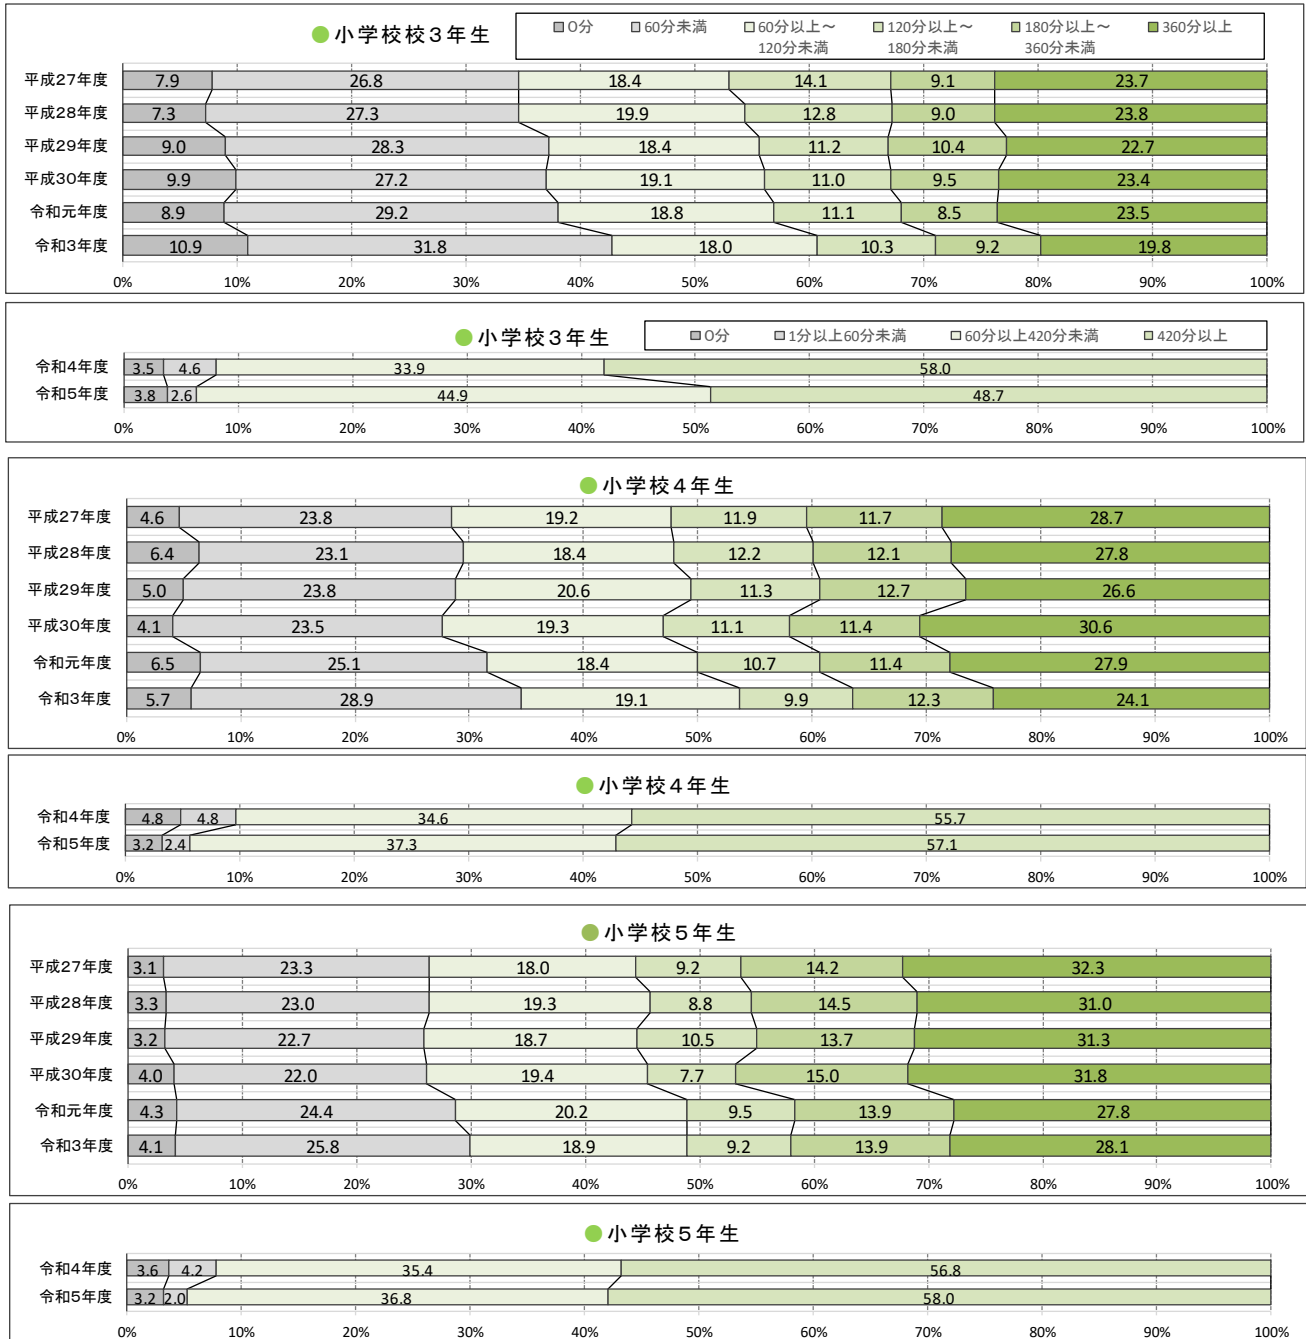 ●小学校校3年生
■0分 □60分未満 □60分以上～120分未満 □120分以上～180分未満 □180分以上～360分未満 ■360分以上
平成27年度 7.9 26.8 18.4 14.1 9.1 23.7
平成28年度 7.3 27.3 19.9 12.8 9.0 23.8
平成29年度 9.0 28.3 18.4 11.2 10.4 22.7
平成30年度 9.9 27.2 19.1 11.0 9.5 23.4
令和元年度 8.9 29.2 18.8 11.1 8.5 23.5
令和3年度 10.9 31.8 18.0 10.3 9.2 19.8
0% 10% 20% 30% 40% 50% 60% 70% 80% 90% 100%
●小学校3年生
■0分 □1分以上60分未満 □60分以上420分未満 □420分以上
令和4年度 3.5 4.6 33.9 58.0
令和5年度 3.8 2.6 44.9 48.7
0% 10% 20% 30% 40% 50% 60% 70% 80% 90% 100%
●小学校4年生
平成27年度 4.6 23.8 19.2 11.9 11.7 28.7
平成28年度 6.4 23.1 18.4 12.2 12.1 27.8
平成29年度 5.0 23.8 20.6 11.3 12.7 26.6
平成30年度 4.1 23.5 19.3 11.1 11.4 30.6
令和元年度 6.5 25.1 18.4 10.7 11.4 27.9
令和3年度 5.7 28.9 19.1 9.9 12.3 24.1
0% 10% 20% 30% 40% 50% 60% 70% 80% 90% 100%
●小学校4年生
令和4年度 4.8 4.8 34.6 55.7
令和5年度 3.2 2.4 37.3 57.1
0% 10% 20% 30% 40% 50% 60% 70% 80% 90% 100%
●小学校5年生
平成27年度 3.1 23.3 18.0 9.2 14.2 32.3
平成28年度 3.3 23.0 19.3 8.8 14.5 31.0
平成29年度 3.2 22.7 18.7 10.5 13.7 31.3
平成30年度 4.0 22.0 19.4 7.7 15.0 31.8
令和元年度 4.3 24.4 20.2 9.5 13.9 27.8
令和3年度 4.1 25.8 18.9 9.2 13.9 28.1
0% 10% 20% 30% 40% 50% 60% 70% 80% 90% 100%
●小学校5年生
令和4年度 3.6 4.2 35.4 56.8
令和5年度 3.2 2.0 36.8 58.0
0% 10% 20% 30% 40% 50% 60% 70% 80% 90% 100%